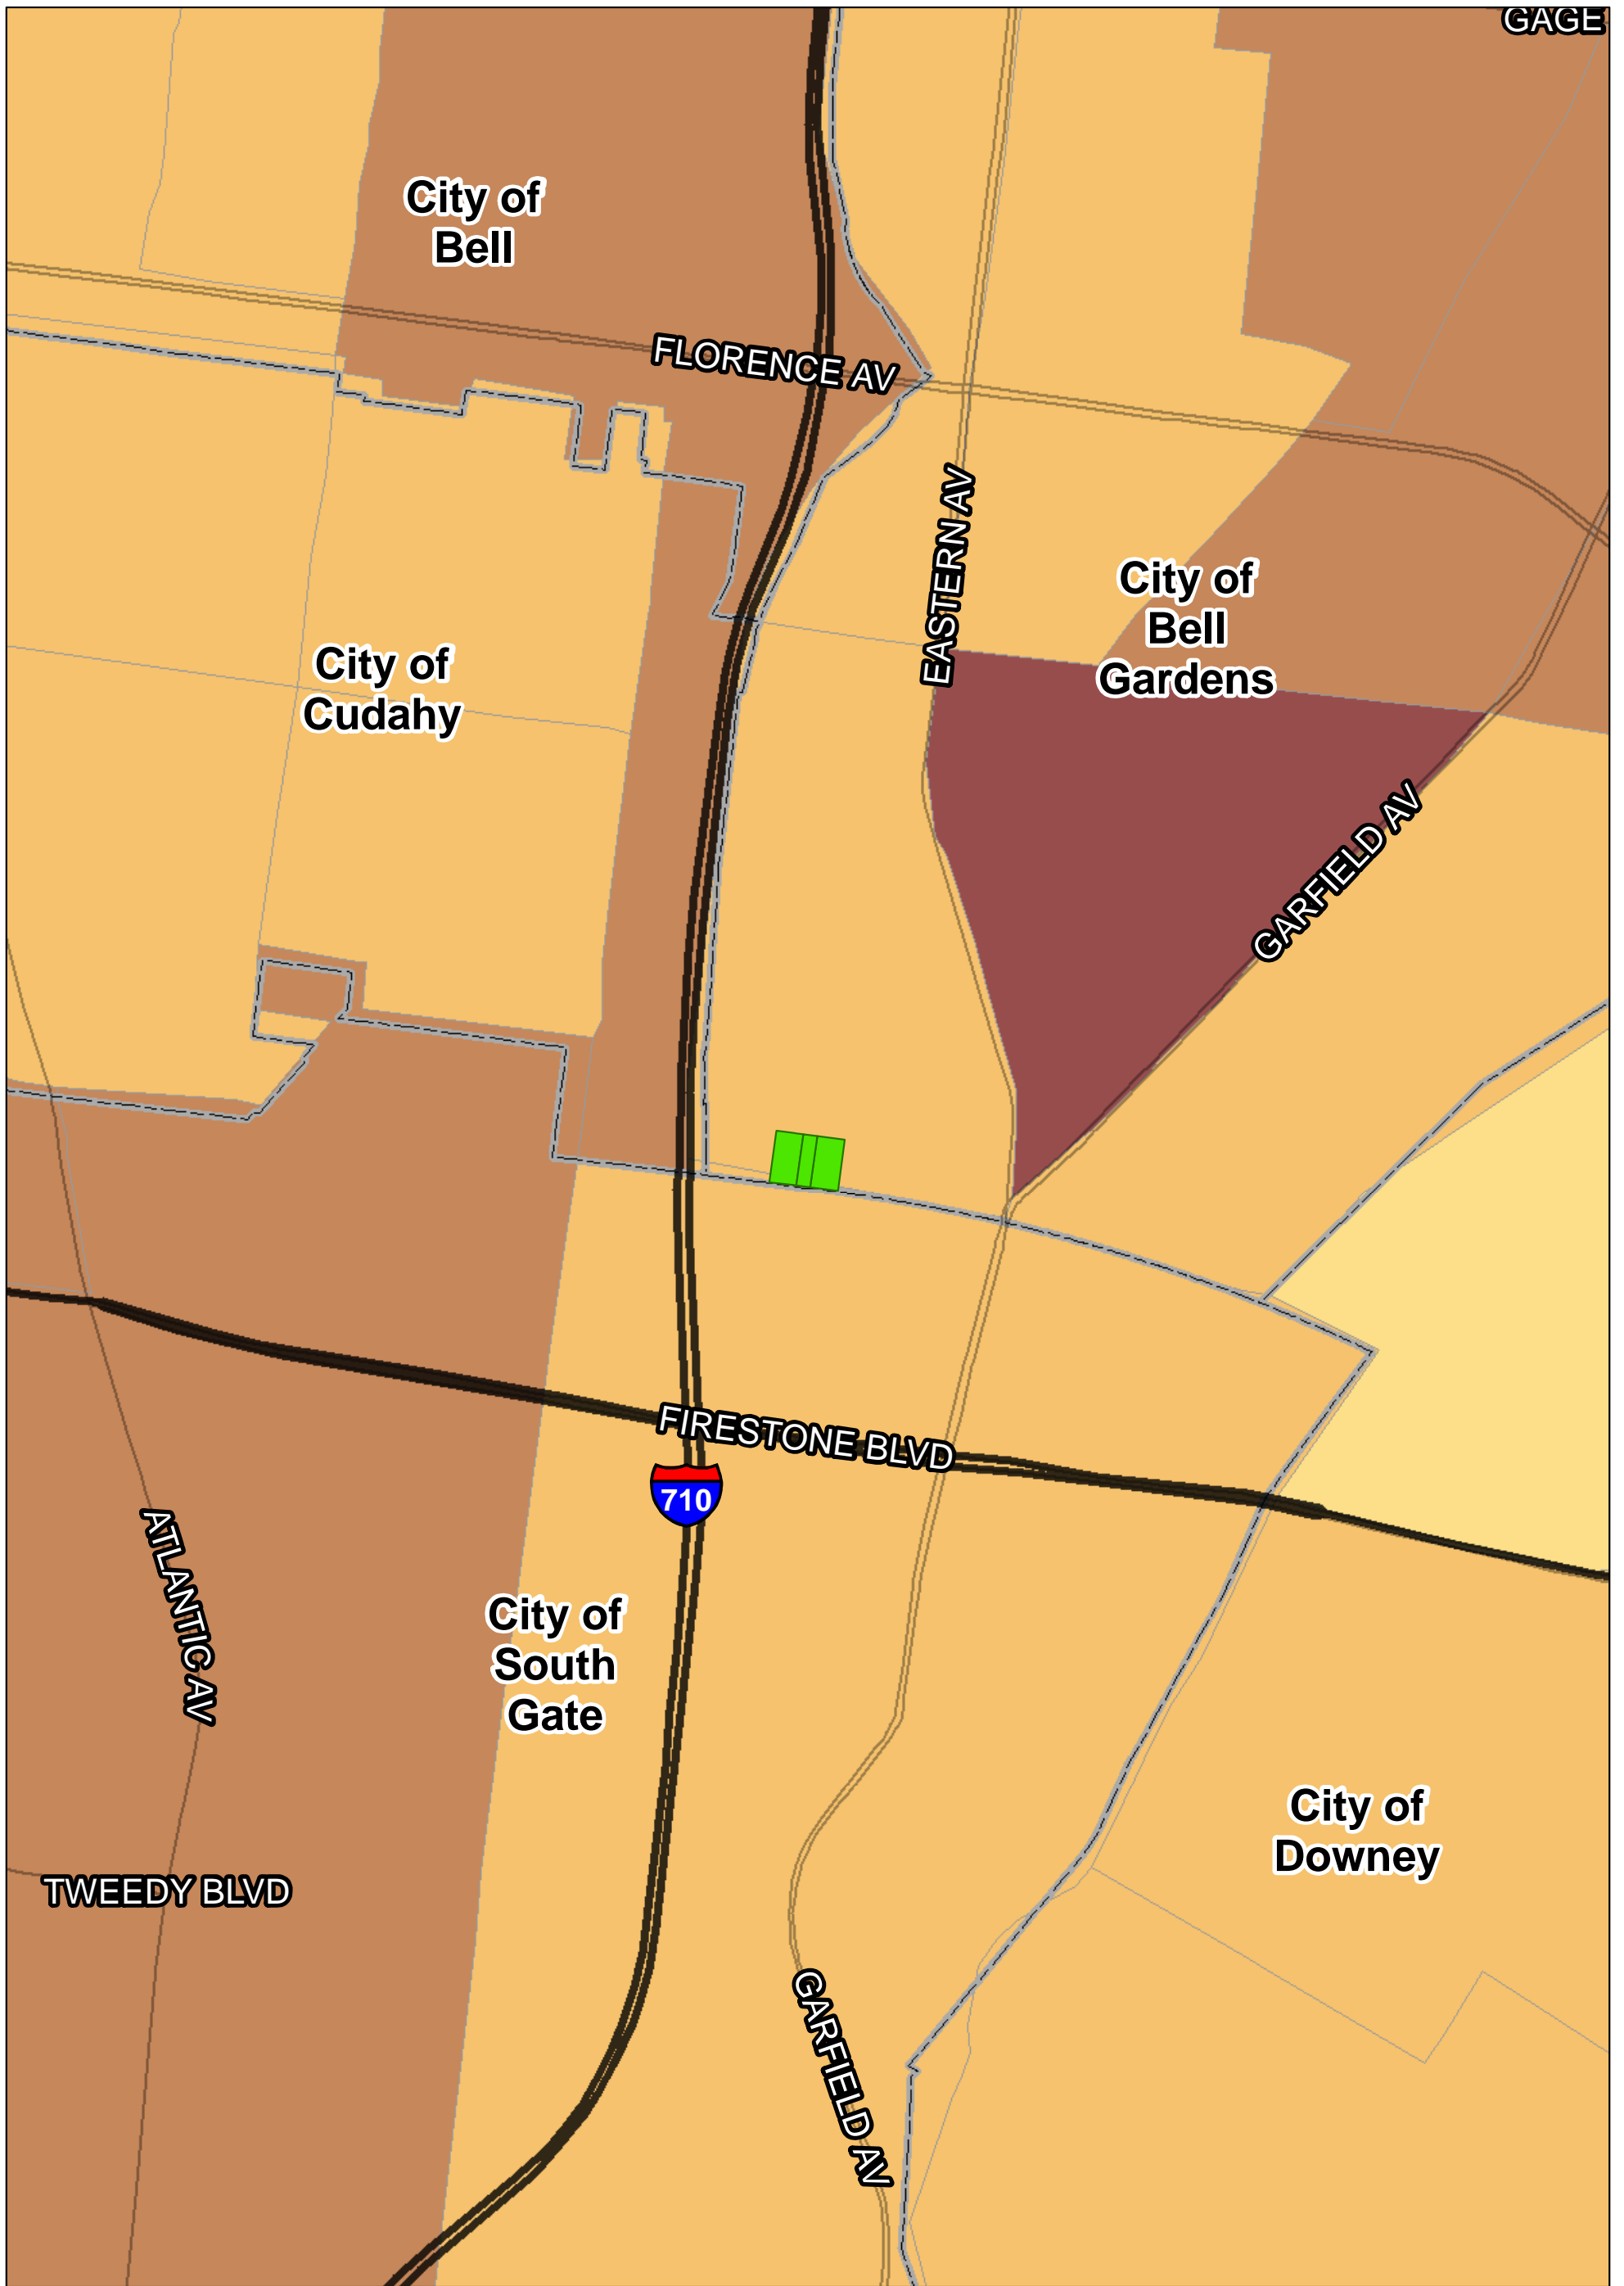 GAGE
City of
Bell
FLORENCE AV
EASTERN AV
City of
Bell
Gardens
City of
Cudahy
GARFIELD AV
FIRESTONE BLVD
710
ATLANTIC AV
City of
South
Gate
City of
Downey
TWEEDY BLVD
GARFIELD AV